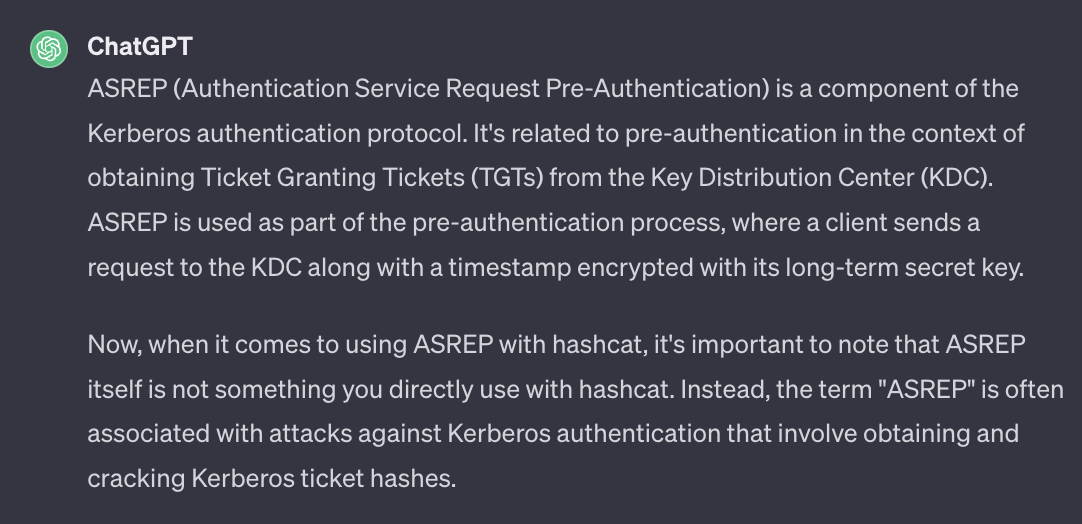 ChatGPT
ASREP (Authentication Service Request Pre-Authentication) is a component of the
Kerberos authentication protocol. It's related to pre-authentication in the context of
obtaining Ticket Granting Tickets (TGTs) from the Key Distribution Center (KDC).
ASREP is used as part of the pre-authentication process, where a client sends a
request to the KDC along with a timestamp encrypted with its long-term secret key.
Now, when it comes to using ASREP with hashcat, it's important to note that ASREP
itself is not something you directly use with hashcat. Instead, the term "ASREP" is often
associated with attacks against Kerberos authentication that involve obtaining and
cracking Kerberos ticket hashes.